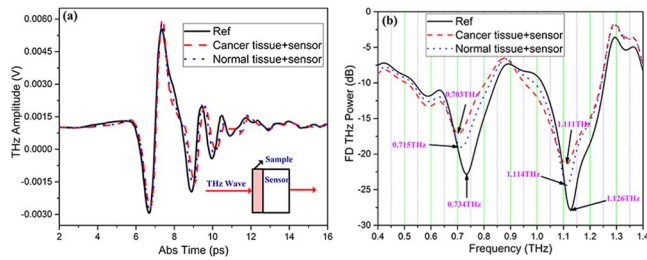 (a)
Ref
Cancer tissue+sensor
Normal tissue+sensor
THz Amplitude (V)
0.0060
0.0045
0.0030
0.0015
0.0000
-0.0015
-0.0030
Sample
Sensor
THz Wave
2 4 6 8 10 12 14 16
Abs Time (ps)
(b)
Ref
Cancer tissue+sensor
Normal tissue+sensor
FD THz Power (dB)
0
-5
-10
-15
-20
-25
-30
0.703THz
0.715THz
0.734THz
1.111THz
1.114THz
1.126THz
0.4 0.5 0.6 0.7 0.8 0.9 1.0 1.1 1.2 1.3 1.4
Frequency (THz)